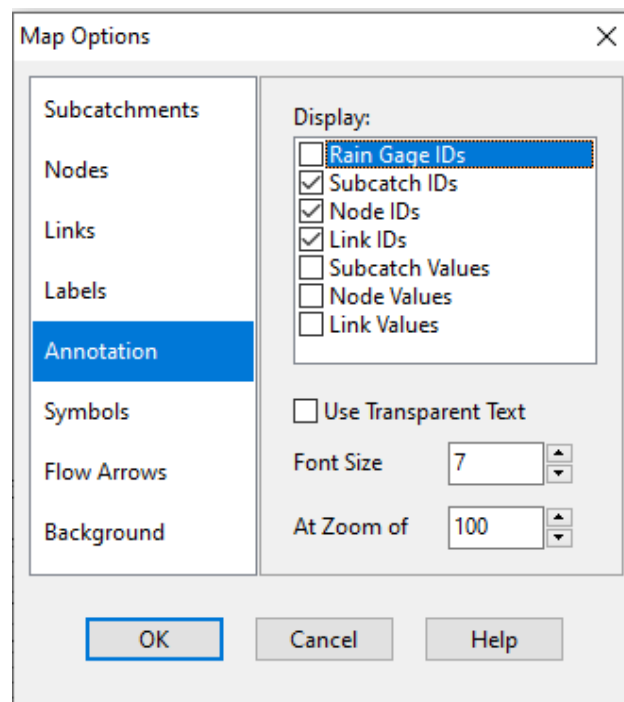 Map Options
Subcatchments
Nodes
Links
Labels
Annotation
Symbols
Flow Arrows
Background
Display:
Rain Gage IDs
Subcatch IDs
Node IDs
Link IDs
Subcatch Values
Node Values
Link Values
Use Transparent Text
Font Size 7
At Zoom of 100
OK Cancel Help